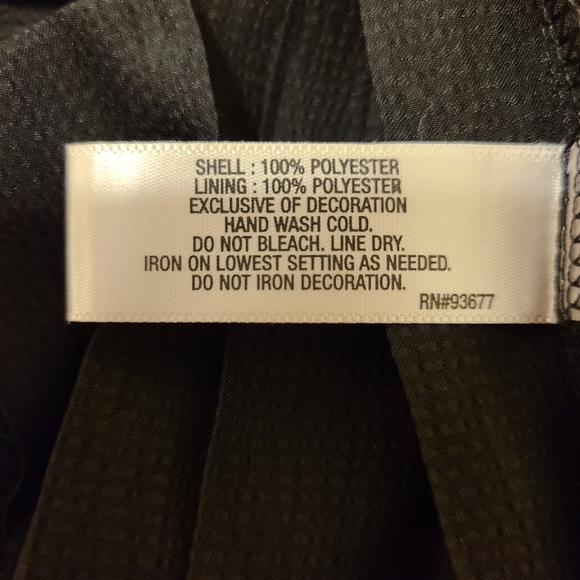 SHELL : 100% POLYESTER
LINING : 100% POLYESTER
EXCLUSIVE OF DECORATION
HAND WASH COLD.
DO NOT BLEACH. LINE DRY.
IRON ON LOWEST SETTING AS NEEDED.
DO NOT IRON DECORATION.
RN#93677